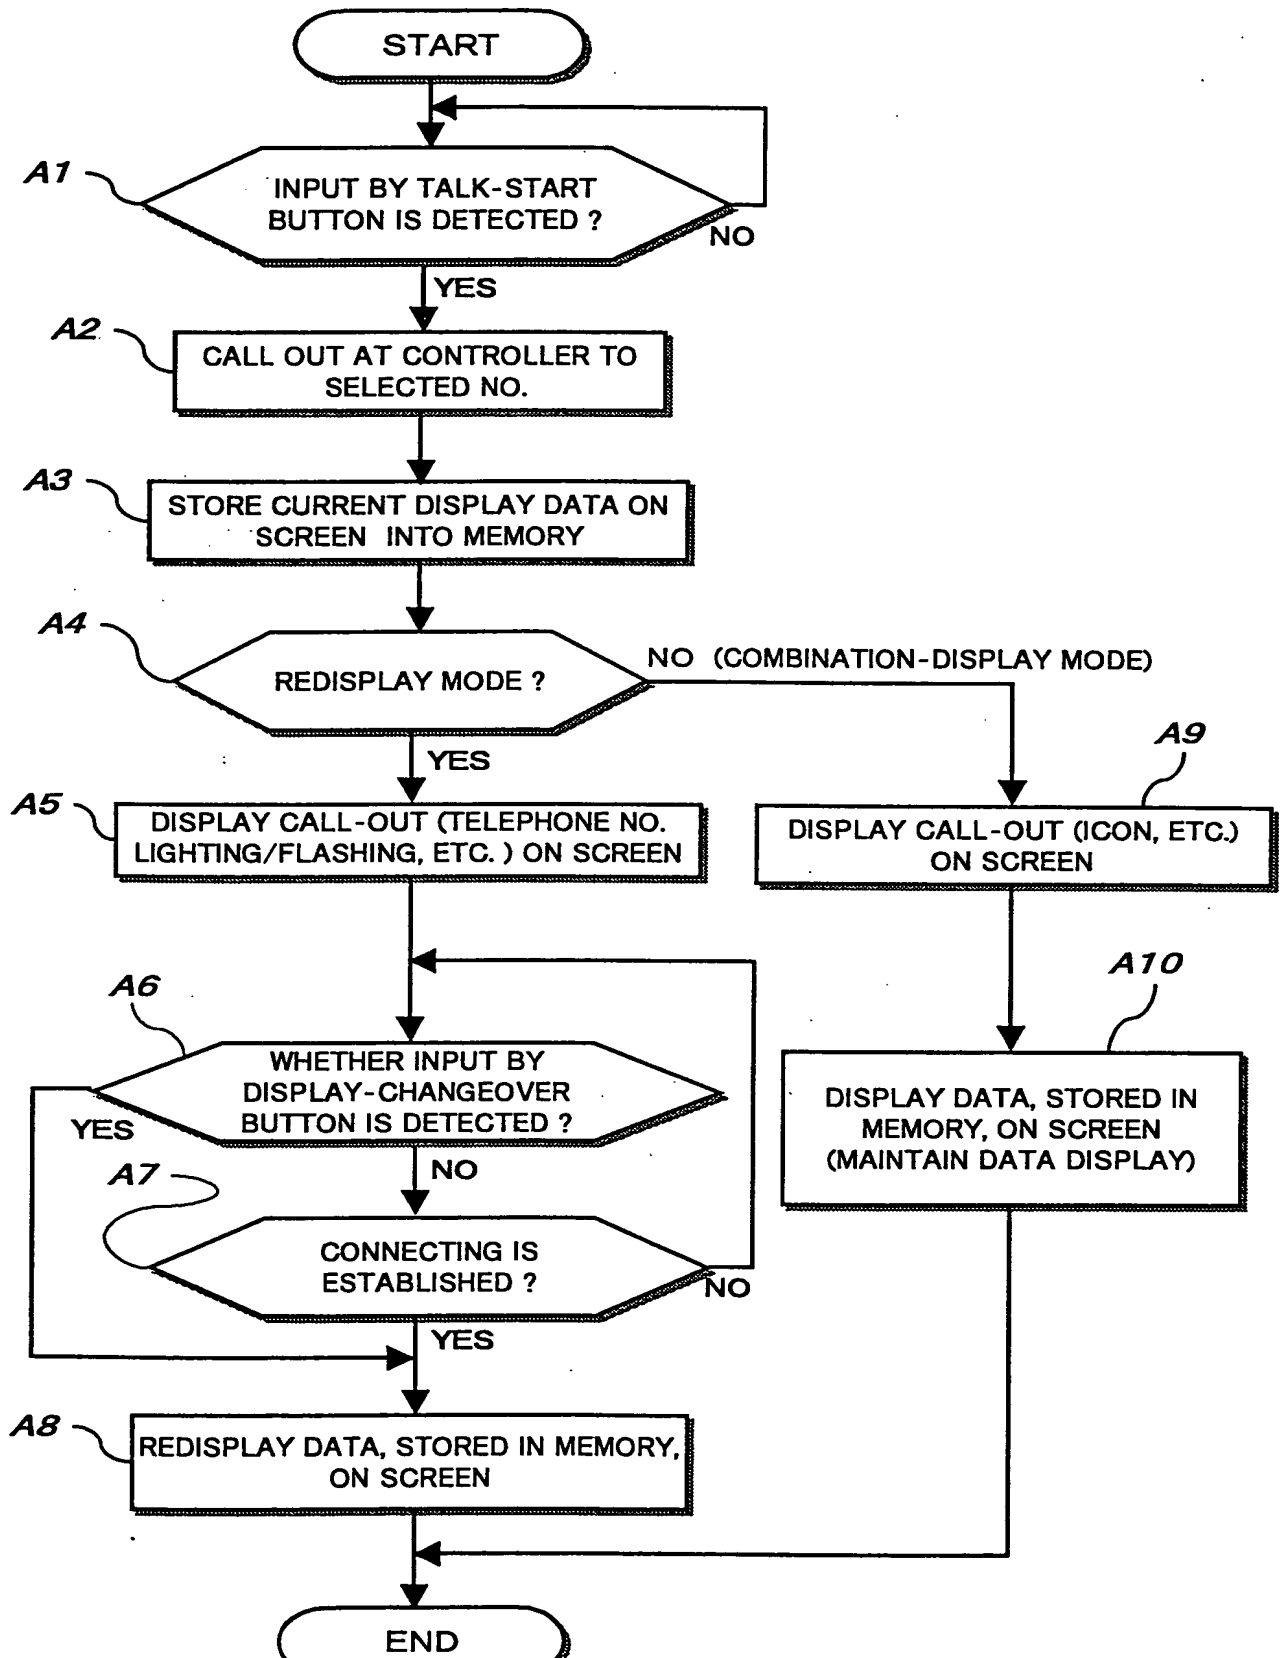 START
A1
INPUT BY TALK-START
BUTTON IS DETECTED ?
NO
YES
A2
CALL OUT AT CONTROLLER TO
SELECTED NO.
A3
STORE CURRENT DISPLAY DATA ON
SCREEN INTO MEMORY
A4
REDISPLAY MODE ?
NO (COMBINATION-DISPLAY MODE)
YES
A5
DISPLAY CALL-OUT (TELEPHONE NO.
LIGHTING/FLASHING, ETC. ) ON SCREEN
A9
DISPLAY CALL-OUT (ICON, ETC.)
ON SCREEN
A6
WHETHER INPUT BY
DISPLAY-CHANGEOVER
BUTTON IS DETECTED ?
YES
NO
A10
DISPLAY DATA, STORED IN
MEMORY, ON SCREEN
(MAINTAIN DATA DISPLAY)
A7
CONNECTING IS
ESTABLISHED ?
NO
YES
A8
REDISPLAY DATA, STORED IN MEMORY,
ON SCREEN
END